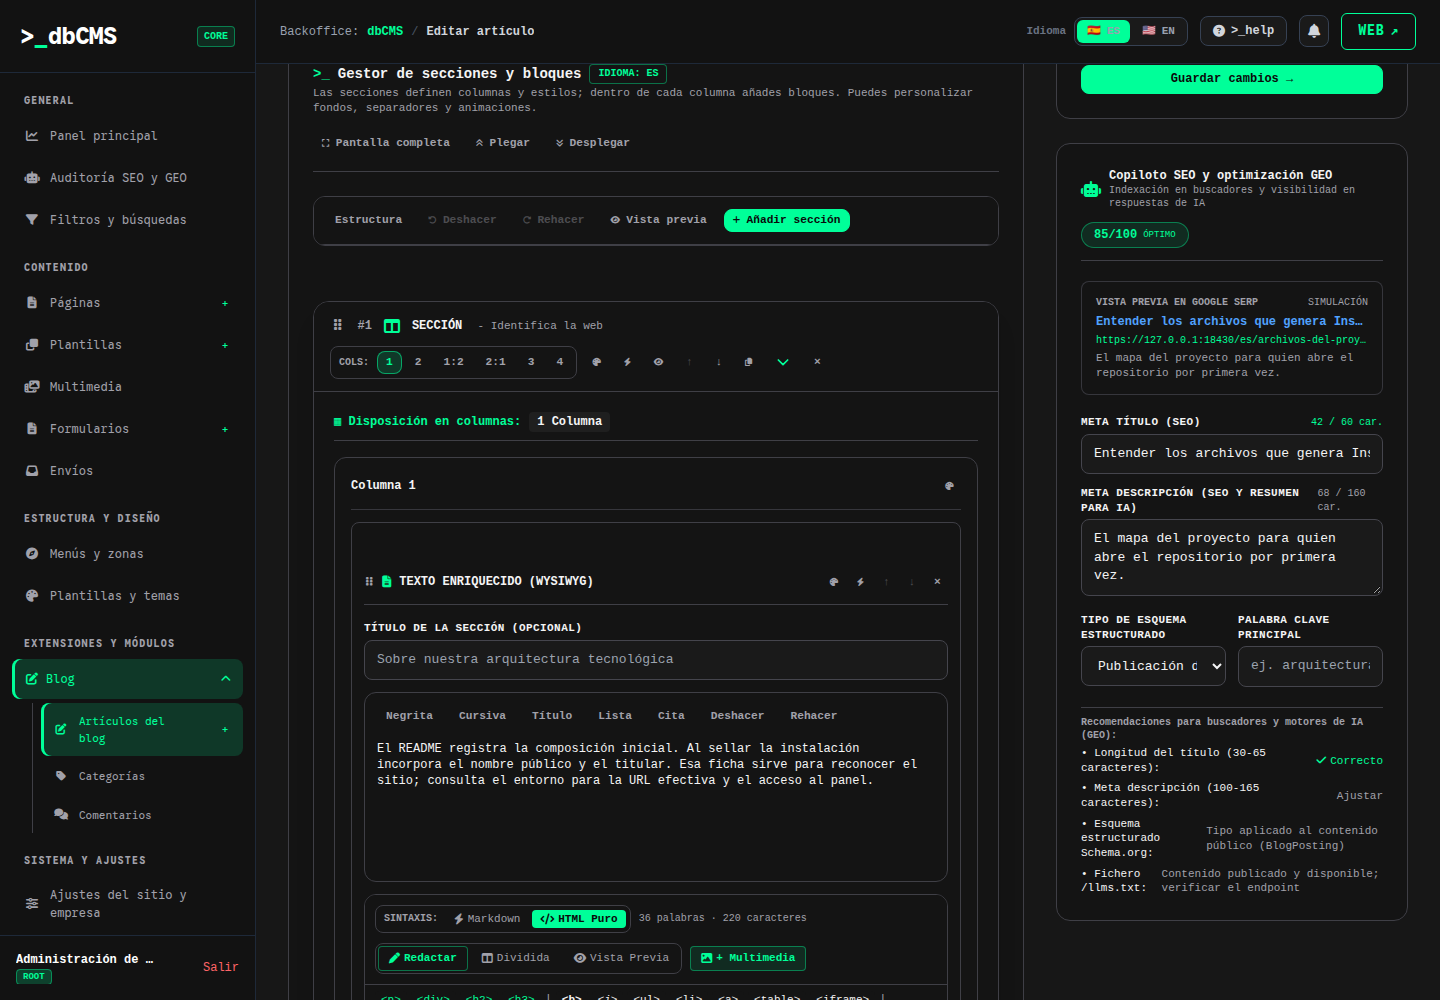 >_dbCMS CORE
Backoffice: dbCMS / Editar artículo
Idioma EN >_help WEB ↗
GENERAL
Panel principal
Auditoría SEO y GEO
Filtros y búsquedas
CONTENIDO
Páginas +
Plantillas +
Multimedia
Formularios +
Envíos
ESTRUCTURA Y DISEÑO
Menús y zonas
Plantillas y temas
EXTENSIONES Y MÓDULOS
Blog
Artículos del
blog +
Categorías
Comentarios
SISTEMA Y AJUSTES
Ajustes del sitio y
empresa
Administración de …
ROOT
Salir
>_ Gestor de secciones y bloques IDIOMA: ES
Las secciones definen columnas y estilos; dentro de cada columna añades bloques. Puedes personalizar
fondos, separadores y animaciones.
Pantalla completa Plegar Desplegar
Estructura Deshacer Rehacer Vista previa + Añadir sección
#1 SECCIÓN - Identifica la web
COLS: 1 2 1:2 2:1 3 4 ↑ ↓ ×
Disposición en columnas: 1 Columna
Columna 1
TEXTO ENRIQUECIDO (WYSIWYG) ↑ ↓ ×
TÍTULO DE LA SECCIÓN (OPCIONAL)
Sobre nuestra arquitectura tecnológica
Negrita Cursiva Título Lista Cita Deshacer Rehacer
El README registra la composición inicial. Al sellar la instalación
incorpora el nombre público y el titular. Esa ficha sirve para reconocer el
sitio; consulta el entorno para la URL efectiva y el acceso al panel.
SINTAXIS: Markdown HTML Puro 36 palabras · 220 caracteres
Redactar Dividida Vista Previa + Multimedia
<p> <div> <h2> <h3> | <b> <i> <ul> <li> <a> <table> <iframe> |
Guardar cambios →
Copiloto SEO y optimización GEO
Indexación en buscadores y visibilidad en
respuestas de IA
85/100 ÓPTIMO
VISTA PREVIA EN GOOGLE SERP SIMULACIÓN
Entender los archivos que genera Ins…
https://127.0.0.1:18430/es/archivos-del-proy…
El mapa del proyecto para quien abre el
repositorio por primera vez.
META TÍTULO (SEO) 42 / 60 car.
Entender los archivos que genera Ins
META DESCRIPCIÓN (SEO Y RESUMEN
PARA IA)
68 / 160
car.
El mapa del proyecto para quien
abre el repositorio por primera
vez.
TIPO DE ESQUEMA
ESTRUCTURADO
Publicación d
PALABRA CLAVE
PRINCIPAL
ej. arquitectura
Recomendaciones para buscadores y motores de IA
(GEO):
• Longitud del título (30-65
caracteres):
Correcto
• Meta descripción (100-165
caracteres):
Ajustar
• Esquema
estructurado
Schema.org:
Tipo aplicado al contenido
público (BlogPosting)
• Fichero
/llms.txt:
Contenido publicado y disponible;
verificar el endpoint